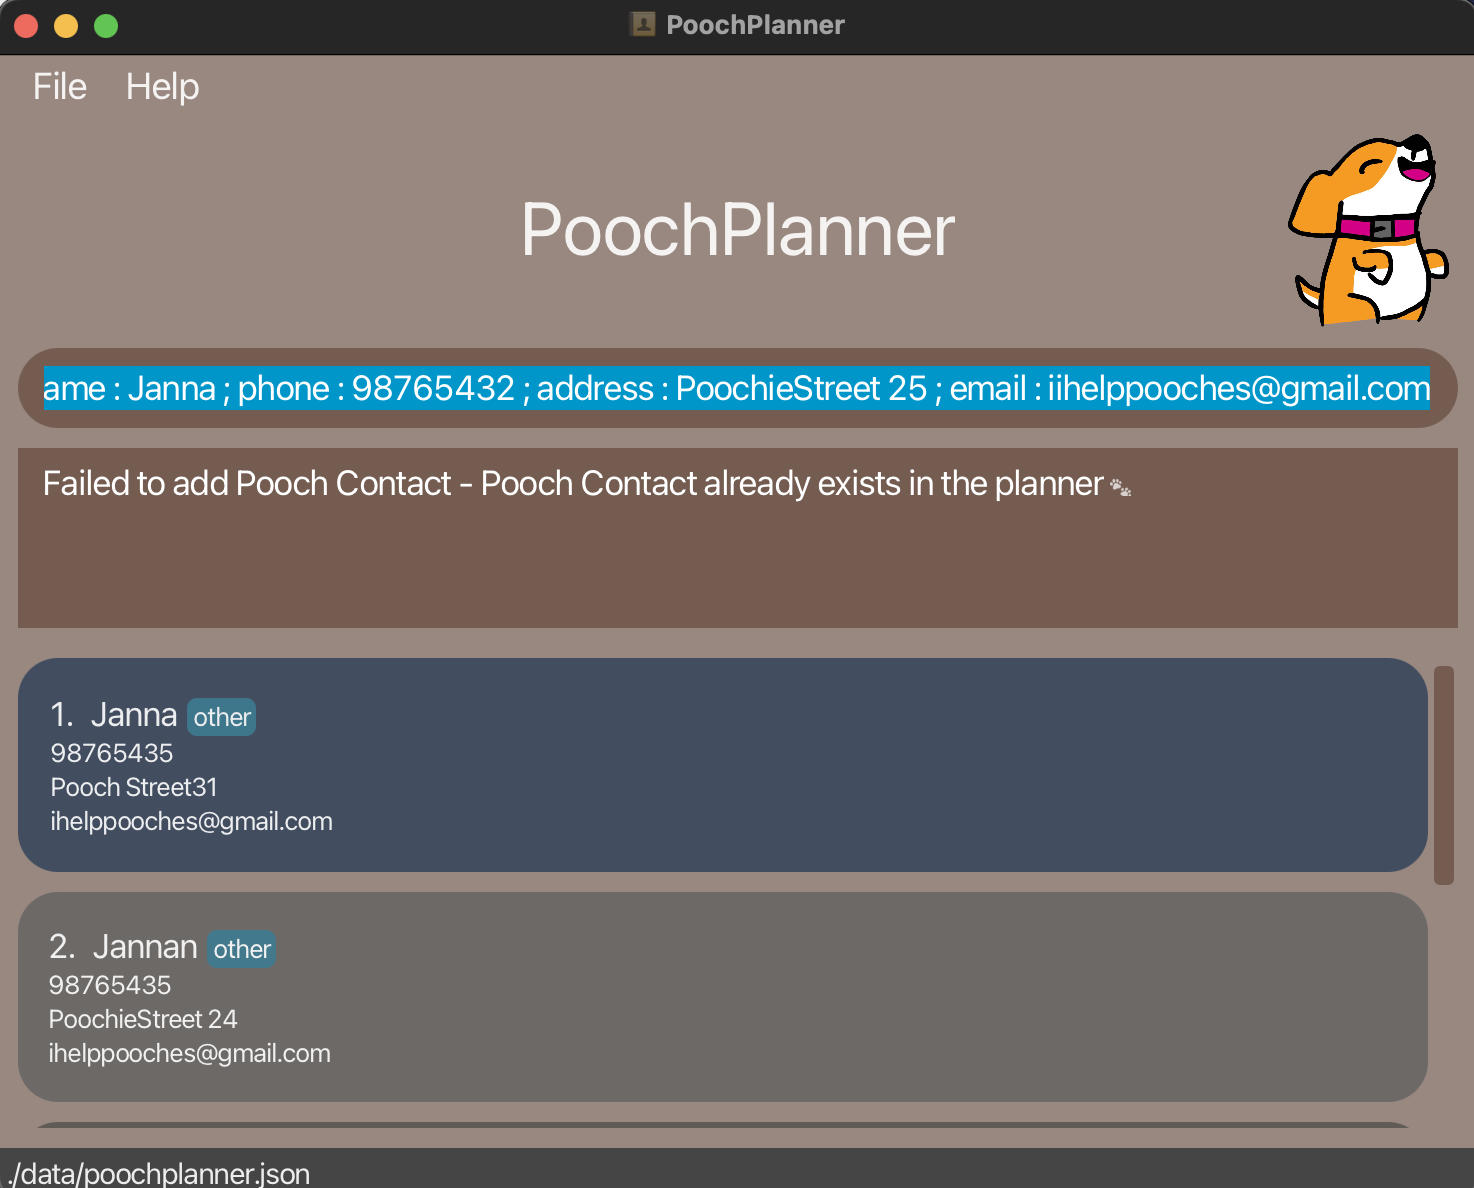 PoochPlanner
File Help
PoochPlanner
ame : Janna ; phone : 98765432 ; address : PoochieStreet 25 ; email : iihelppooches@gmail.com
Failed to add Pooch Contact - Pooch Contact already exists in the planner 🐾
1. Janna other
98765435
Pooch Street31
ihelppooches@gmail.com
2. Jannan other
98765435
PoochieStreet 24
ihelppooches@gmail.com
./data/poochplanner.json